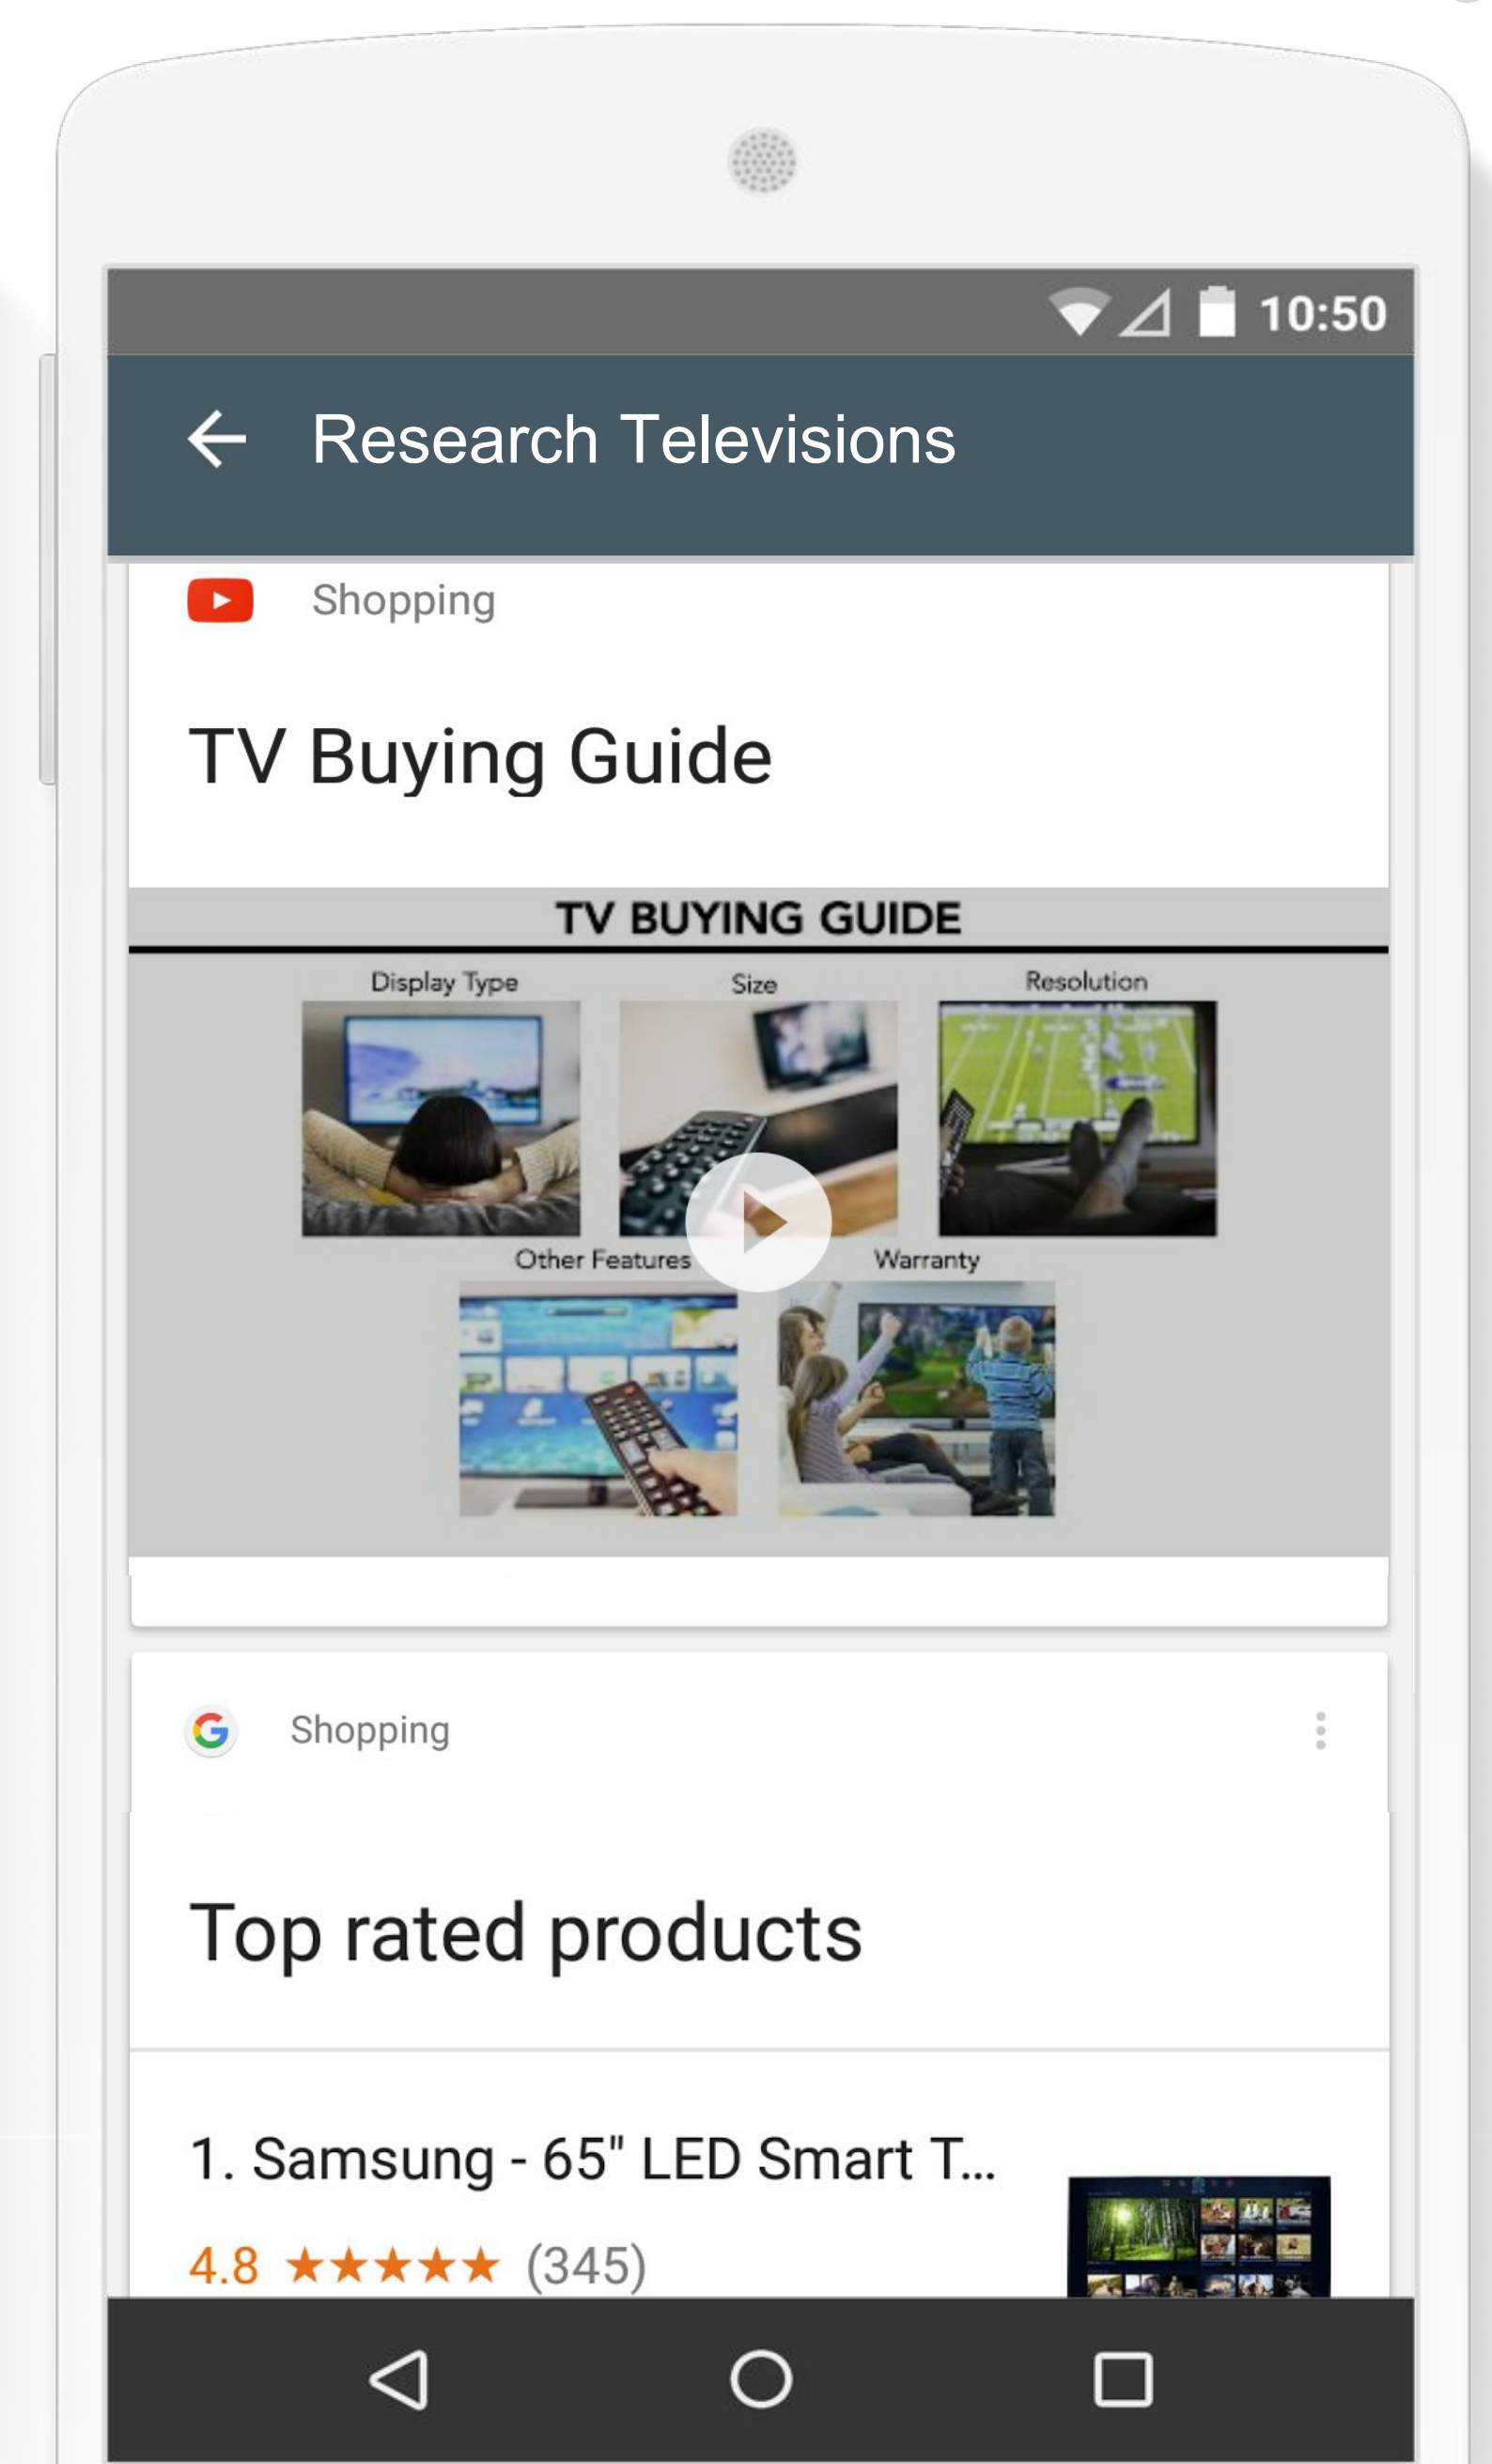 10:50
Research Televisions
Shopping
TV Buying Guide
TV BUYING GUIDE
Display Type Size Resolution
Other Features Warranty
Shopping
Top rated products
1. Samsung - 65" LED Smart T...
4.8 ★★★★★ (345)